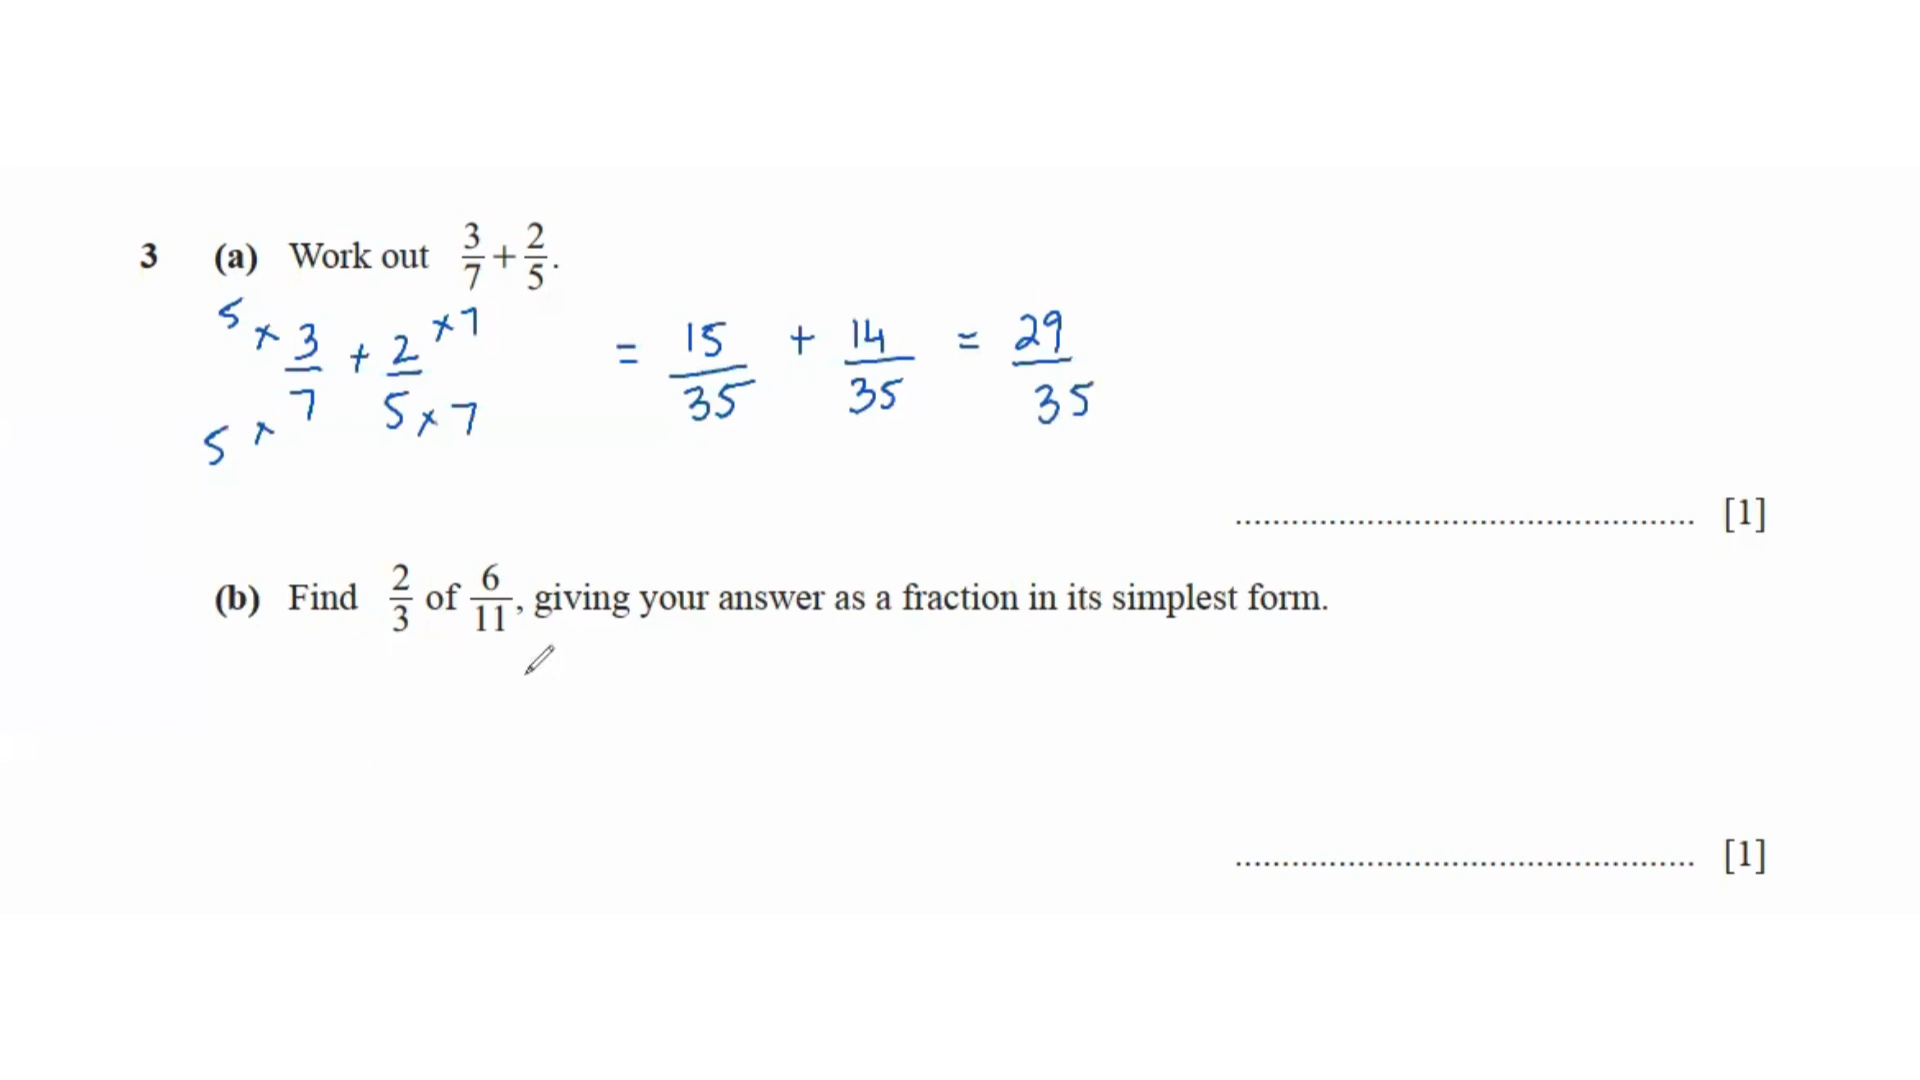 3 (a) Work out 3/7 + 2/5.
5 × 3/7 × 5 + 2/5 × 7 × 7 = 15/35 + 14/35 = 29/35
[1]
(b) Find 2/3 of 6/11, giving your answer as a fraction in its simplest form.
[1]